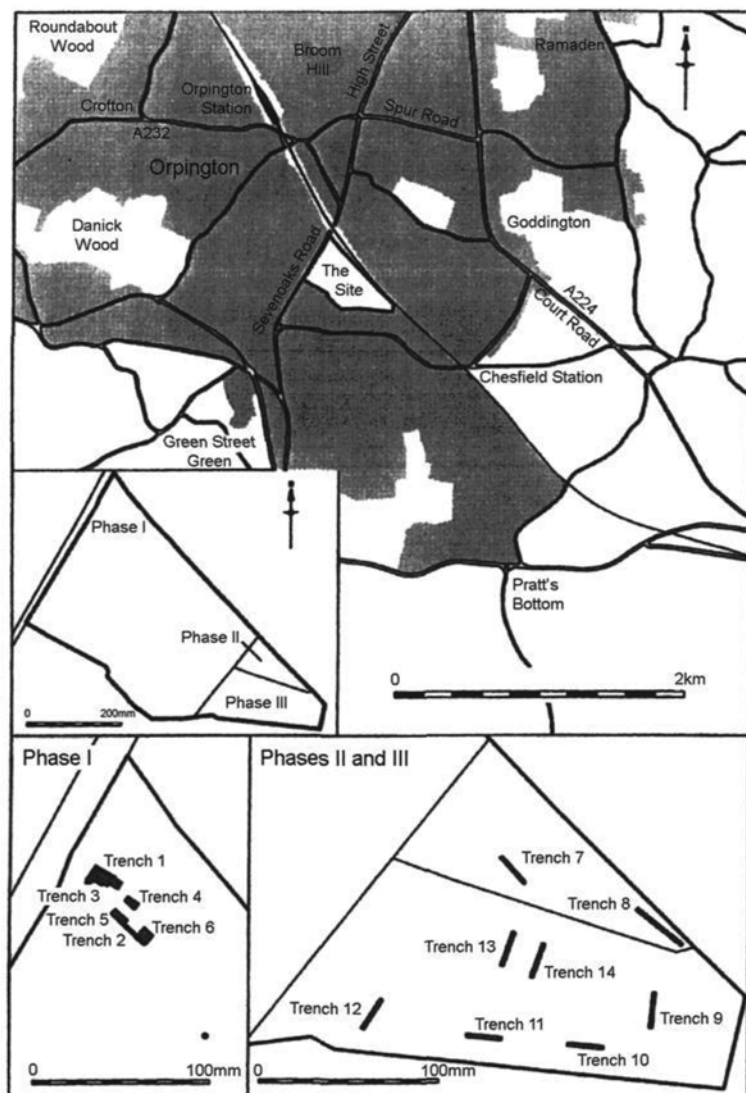 Roundabout
Wood
Broom
Hill
High Street
Ramaden
Orpington
Station
Crofton
A232
Spur Road
Orpington
Danick
Wood
Goddington
Sevenoaks Road
The
Site
A224
Court Road
Chesfield Station
Green Street
Green
Pratt's
Bottom
0
2km
Phase I
Phase II
Phase III
0
200mm
Phase I
Trench 1
Trench 3
Trench 4
Trench 5
Trench 6
Trench 2
0
100mm
Phases II and III
Trench 7
Trench 8
Trench 13
Trench 14
Trench 12
Trench 11
Trench 9
Trench 10
0
100mm